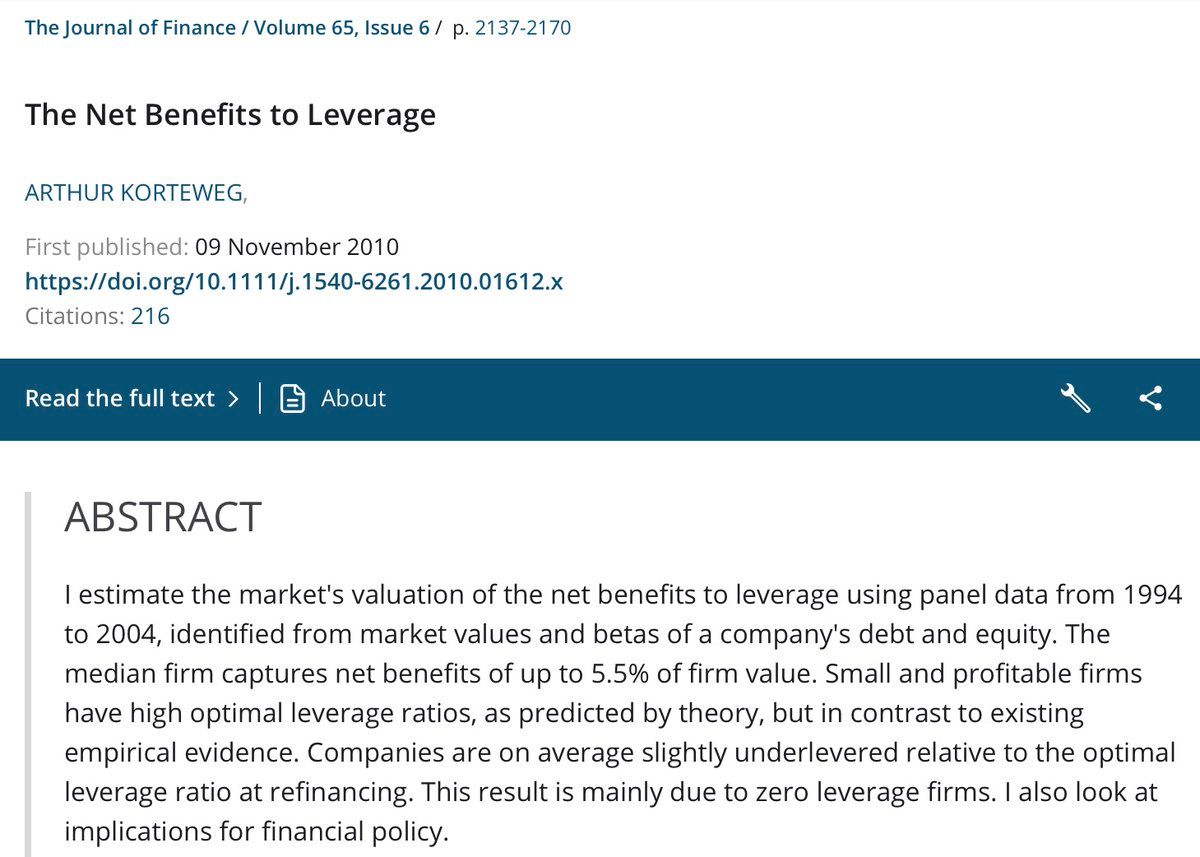 The Journal of Finance / Volume 65, Issue 6 / p. 2137-2170
The Net Benefits to Leverage
ARTHUR KORTEWEG,
First published: 09 November 2010
https://doi.org/10.1111/j.1540-6261.2010.01612.x
Citations: 216
Read the full text > | About
ABSTRACT
I estimate the market's valuation of the net benefits to leverage using panel data from 1994
to 2004, identified from market values and betas of a company's debt and equity. The
median firm captures net benefits of up to 5.5% of firm value. Small and profitable firms
have high optimal leverage ratios, as predicted by theory, but in contrast to existing
empirical evidence. Companies are on average slightly underlevered relative to the optimal
leverage ratio at refinancing. This result is mainly due to zero leverage firms. I also look at
implications for financial policy.